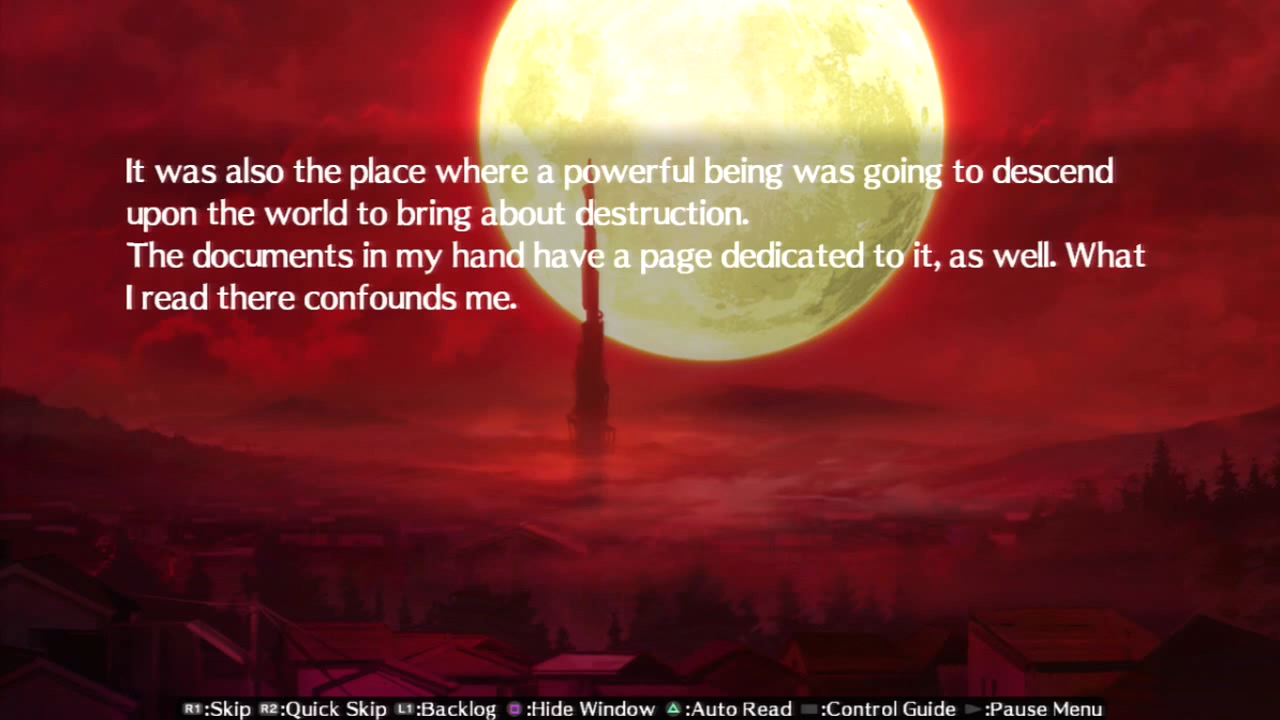 It was also the place where a powerful being was going to descend
upon the world to bring about destruction.
The documents in my hand have a page dedicated to it, as well. What
I read there confounds me.
R1:Skip R2:Quick Skip L1:Backlog :Hide Window :Auto Read :Control Guide :Pause Menu